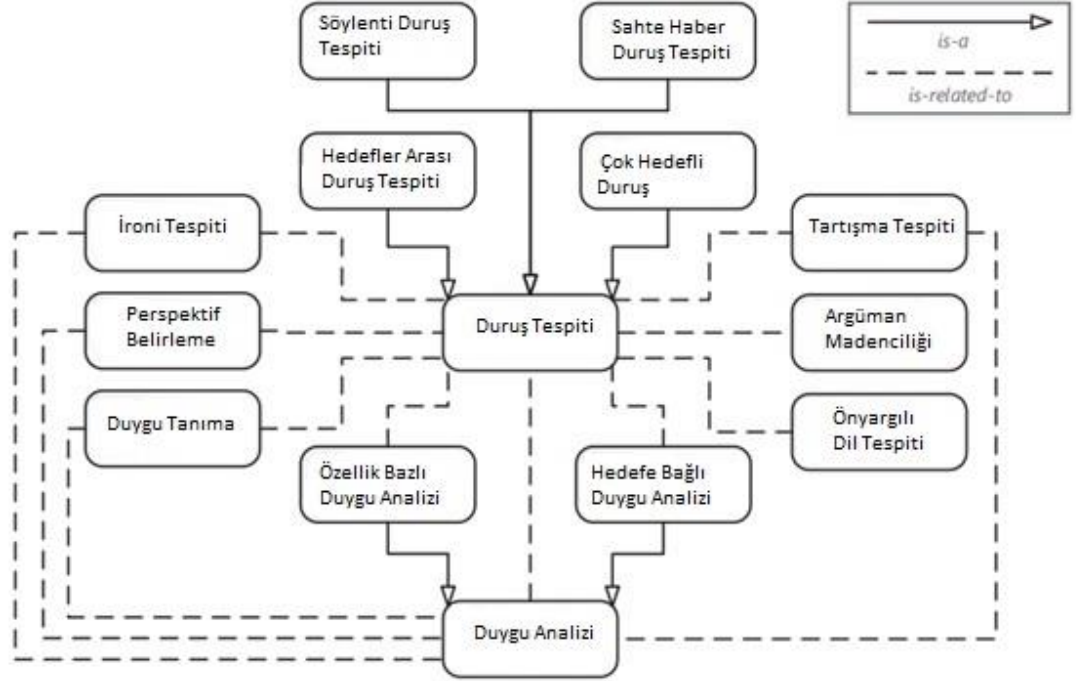 Söylenti Duruş
Tespiti
Sahte Haber
Duruş Tespiti
is-a
is-related-to
Hedefler Arası
Duruş Tespiti
Çok Hedefli
Duruş
İroni Tespiti
Tartışma Tespiti
Perspektif
Belirleme
Duruş Tespiti
Argüman
Madenciliği
Duygu Tanıma
Önyargılı
Dil Tespiti
Özellik Bazlı
Duygu Analizi
Hedefe Bağlı
Duygu Analizi
Duygu Analizi